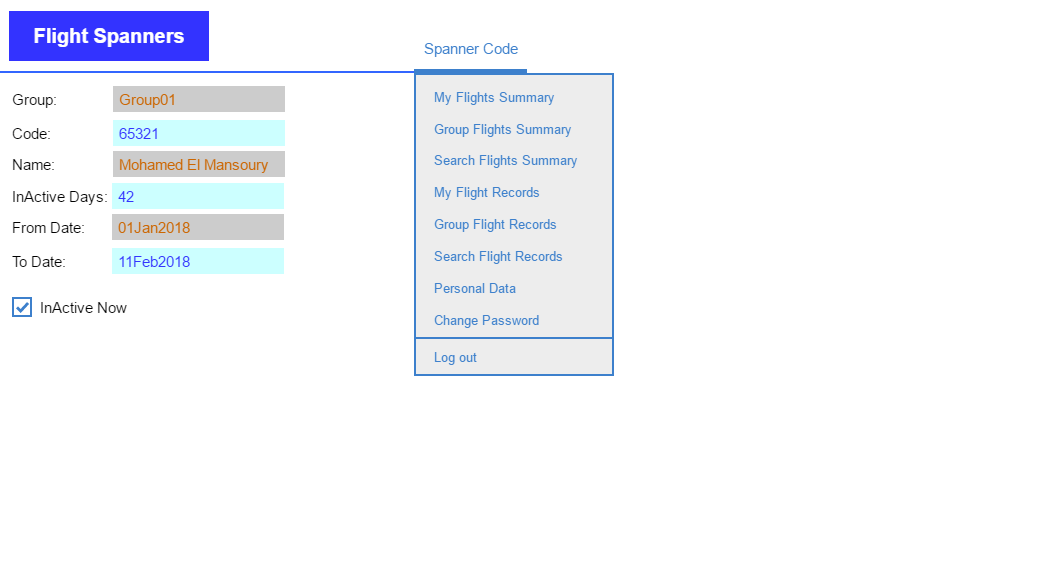 Flight Spanners
Spanner Code
Group: Group01
Code: 65321
Name: Mohamed El Mansoury
InActive Days: 42
From Date: 01Jan2018
To Date: 11Feb2018
InActive Now
My Flights Summary
Group Flights Summary
Search Flights Summary
My Flight Records
Group Flight Records
Search Flight Records
Personal Data
Change Password
Log out